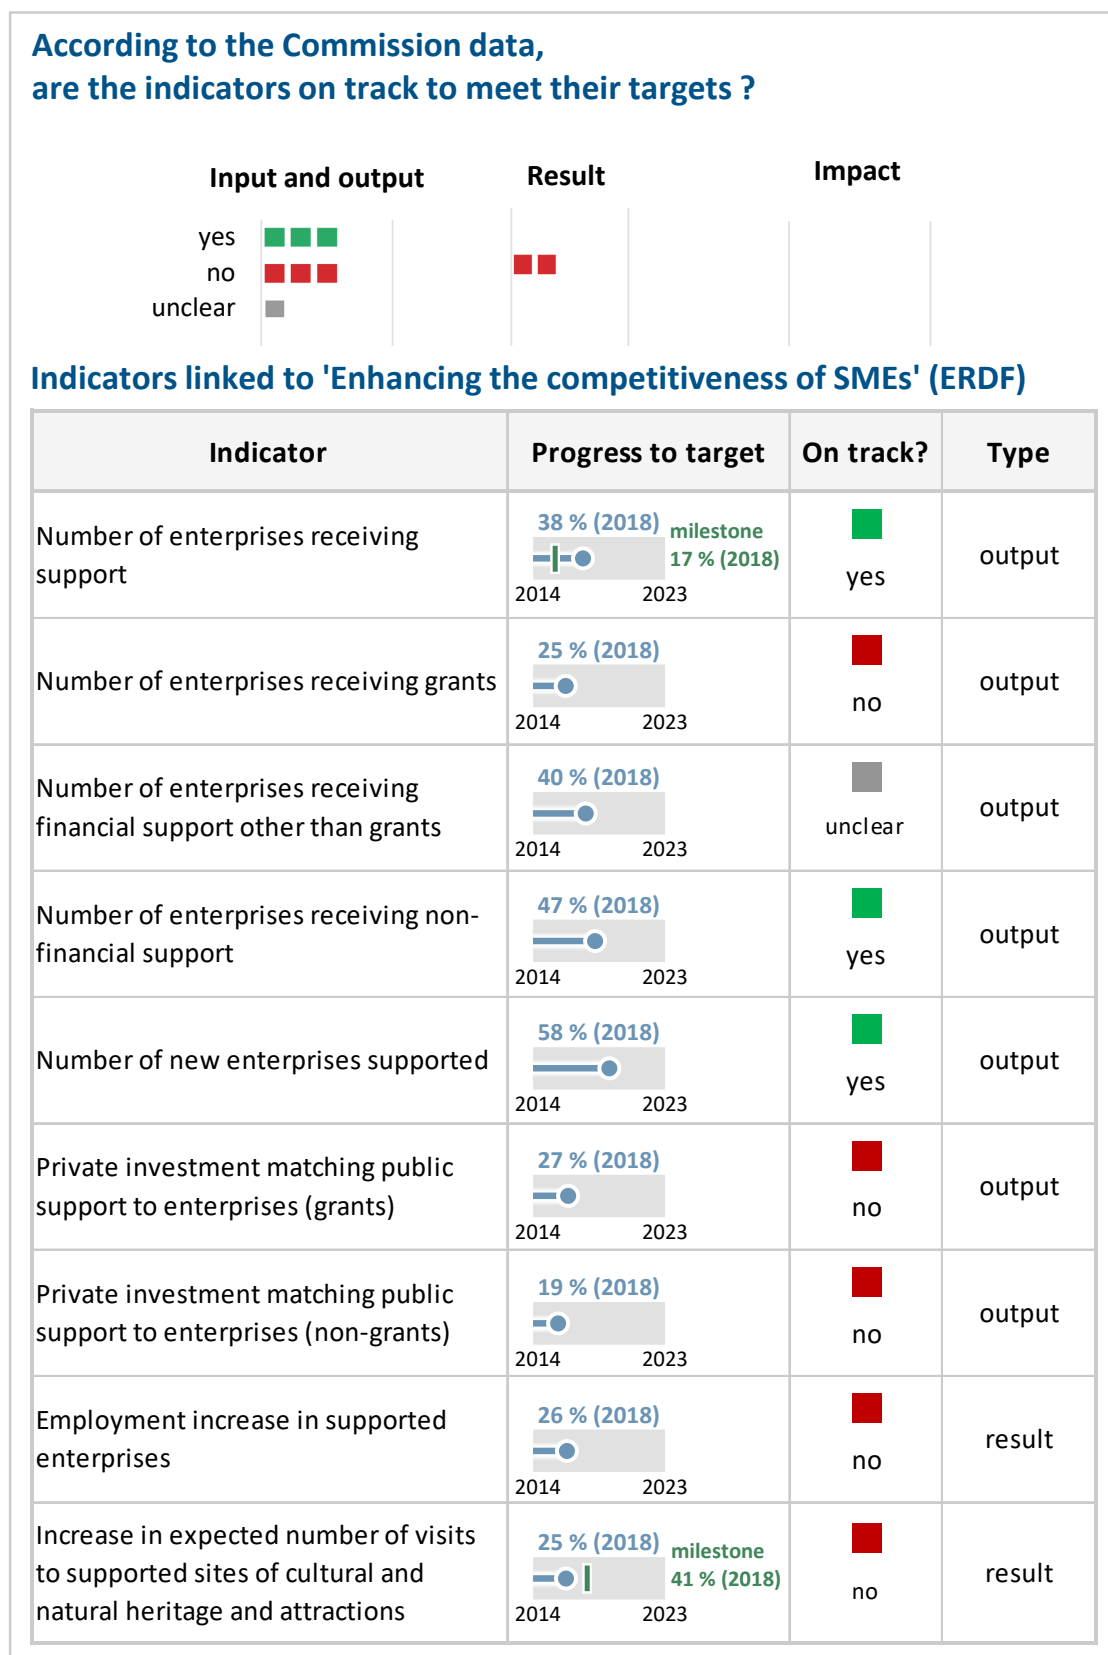 According to the Commission data,
are the indicators on track to meet their targets ?
Input and output
Result
Impact
yes
no
unclear
Indicators linked to 'Enhancing the competitiveness of SMEs' (ERDF)
Indicator
Progress to target
On track?
Type
Number of enterprises receiving
support
38 % (2018)
milestone
17 % (2018)
2014
2023
yes
output
Number of enterprises receiving grants
25 % (2018)
2014
2023
no
output
Number of enterprises receiving
financial support other than grants
40 % (2018)
2014
2023
unclear
output
Number of enterprises receiving non-
financial support
47 % (2018)
2014
2023
yes
output
Number of new enterprises supported
58 % (2018)
2014
2023
yes
output
Private investment matching public
support to enterprises (grants)
27 % (2018)
2014
2023
no
output
Private investment matching public
support to enterprises (non-grants)
19 % (2018)
2014
2023
no
output
Employment increase in supported
enterprises
26 % (2018)
2014
2023
no
result
Increase in expected number of visits
to supported sites of cultural and
natural heritage and attractions
25 % (2018)
milestone
41 % (2018)
2014
2023
no
result